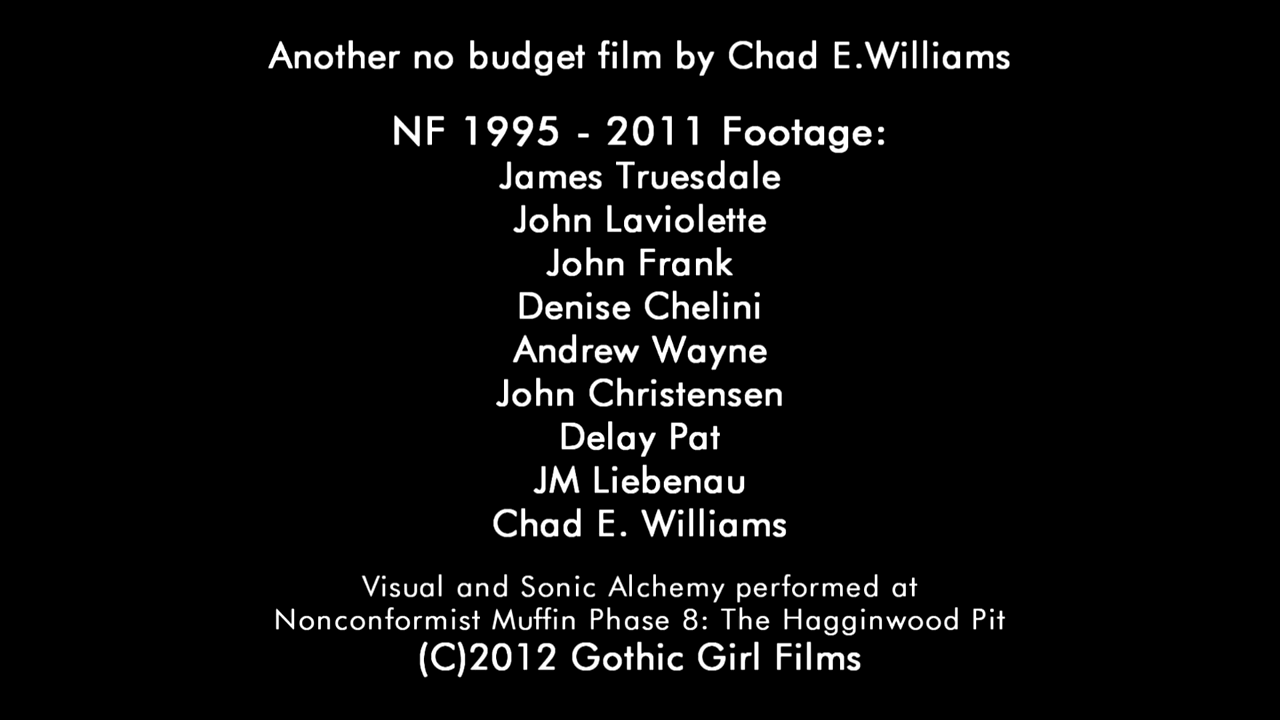 Another no budget film by Chad E.Williams
NF 1995 - 2011 Footage:
James Truesdale
John Laviolette
John Frank
Denise Chelini
Andrew Wayne
John Christensen
Delay Pat
JM Liebenau
Chad E. Williams
Visual and Sonic Alchemy performed at
Nonconformist Muffin Phase 8: The Hagginwood Pit
(C)2012 Gothic Girl Films